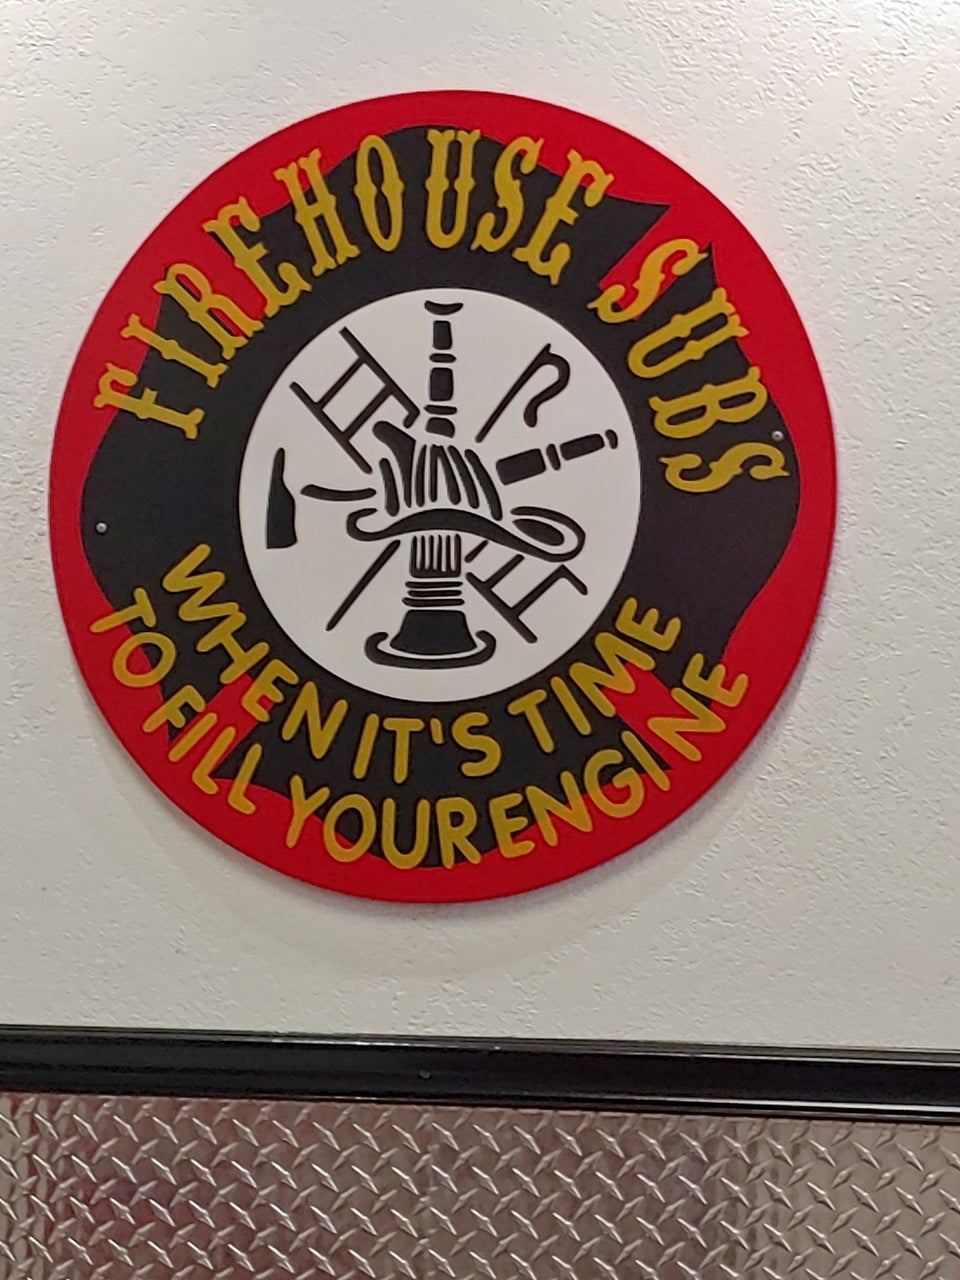 FIREHOUSE SUBS
WHEN IT'S TIME
TO FILL YOUR ENGINE